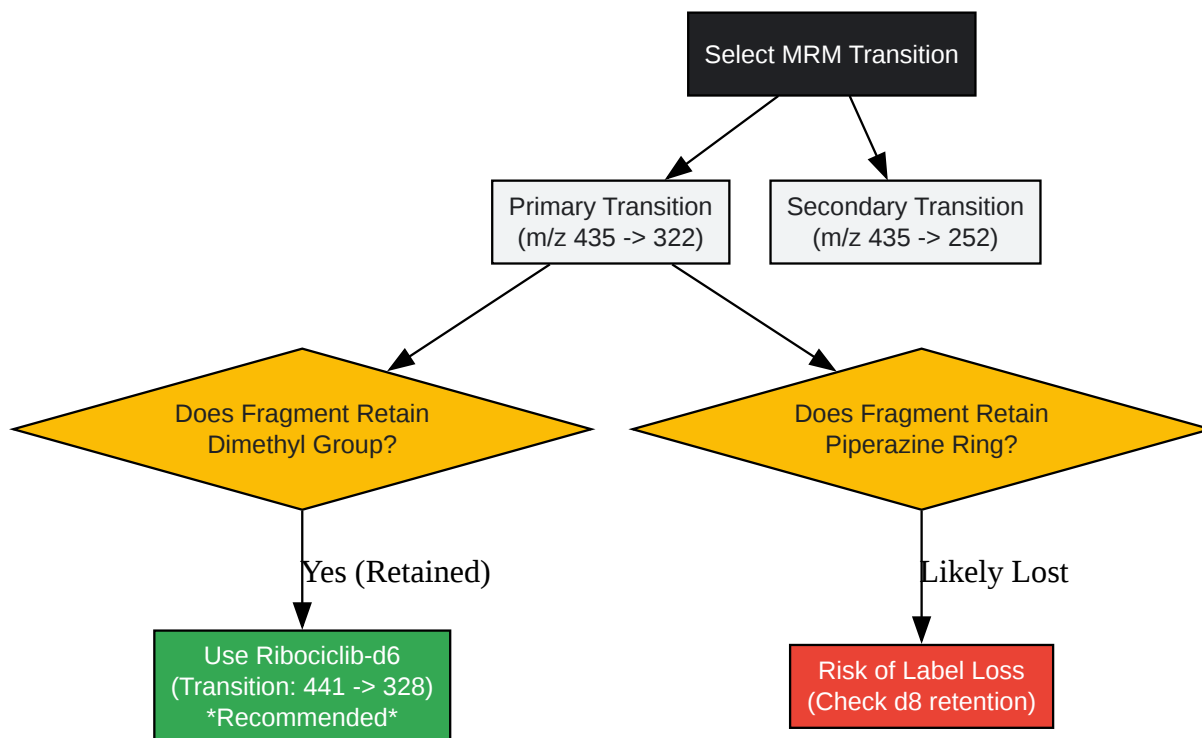 Select MRM Transition
Primary Transition
(m/z 435 -> 322)
Secondary Transition
(m/z 435 -> 252)
Does Fragment Retain
Dimethyl Group?
Does Fragment Retain
Piperazine Ring?
Yes (Retained)
Likely Lost
Use Ribociclib-d6
(Transition: 441 -> 328)
*Recommended*
Risk of Label Loss
(Check d8 retention)